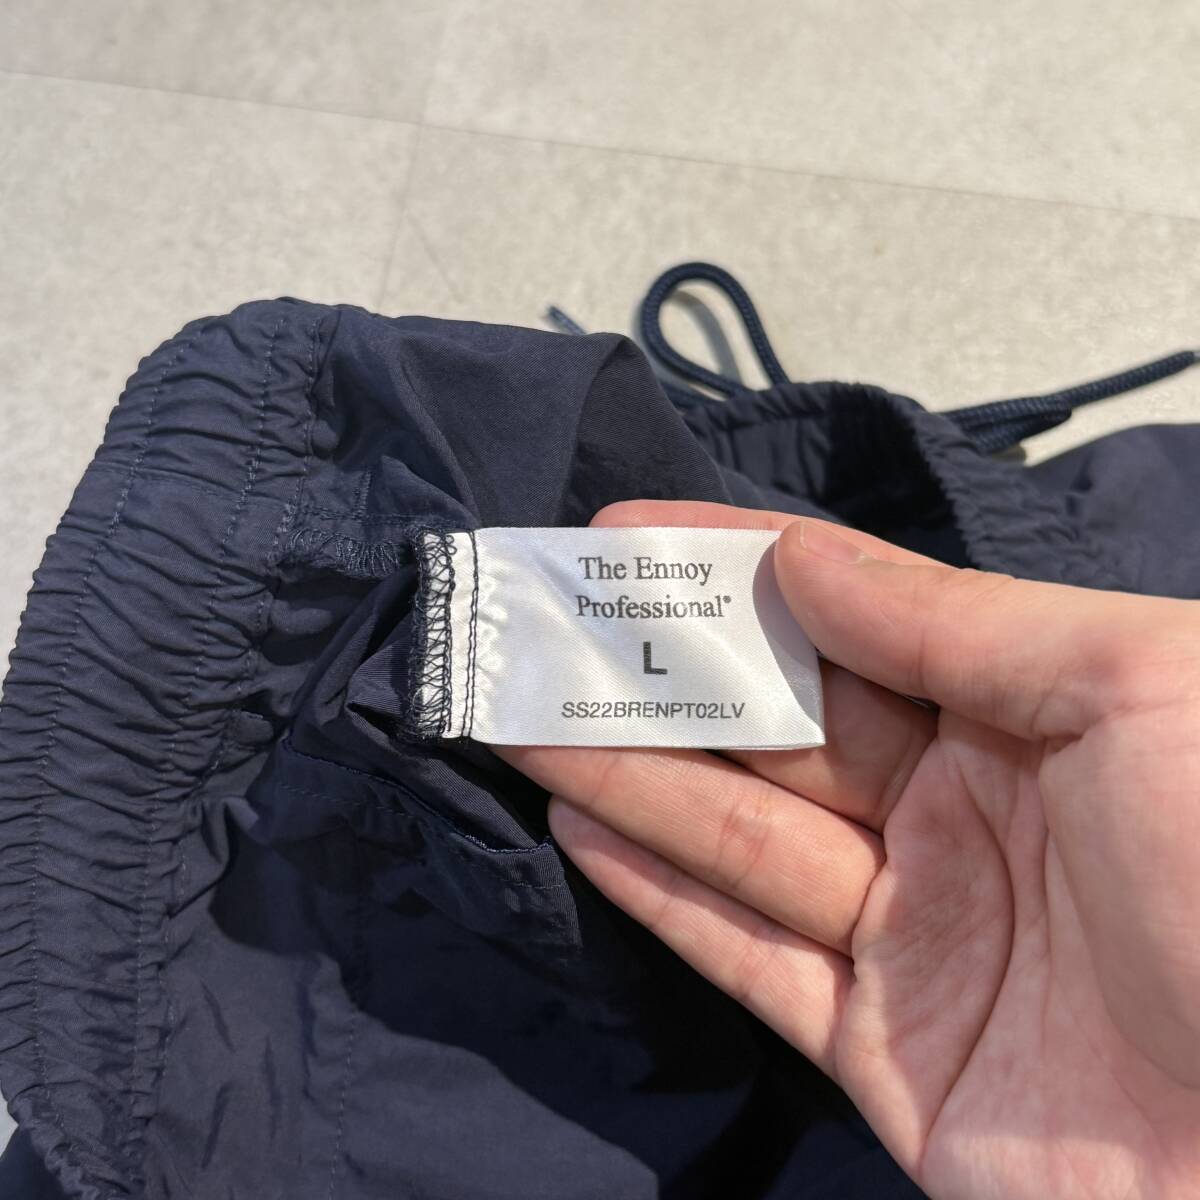 The Ennoy
Professional®
L
SS22BRENPT02LV